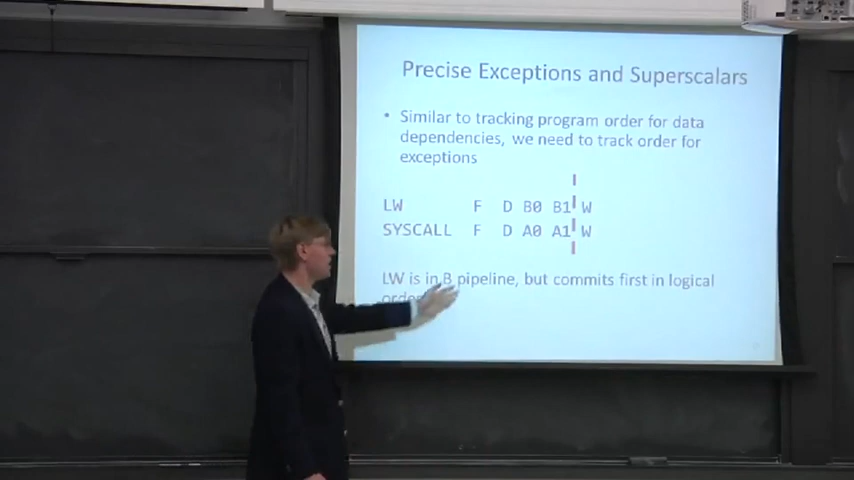 Precise Exceptions and Superscalars
• Similar to tracking program order for data
dependencies, we need to track order for
exceptions
LW F D B0 B1 W
SYSCALL F D A0 A1 W
LW is in B pipeline, but commits first in logical